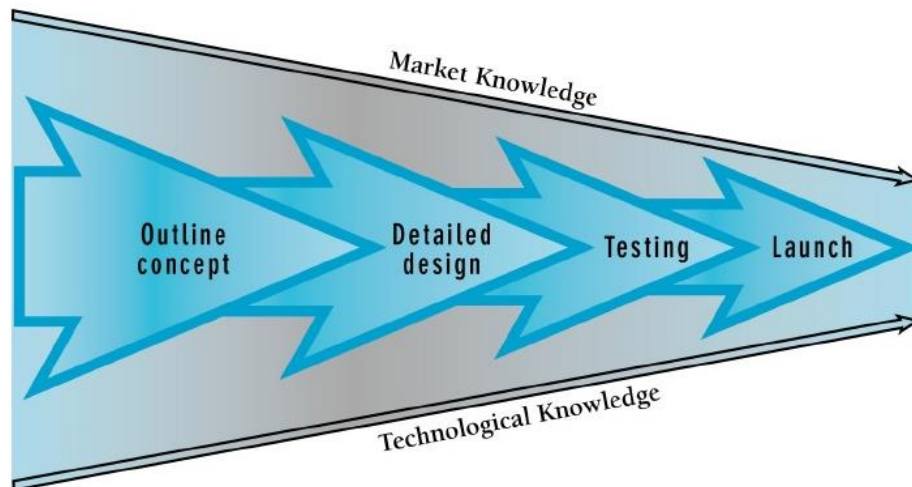 Market Knowledge
Outline
concept
Detailed
design
Testing
Launch
Technological Knowledge